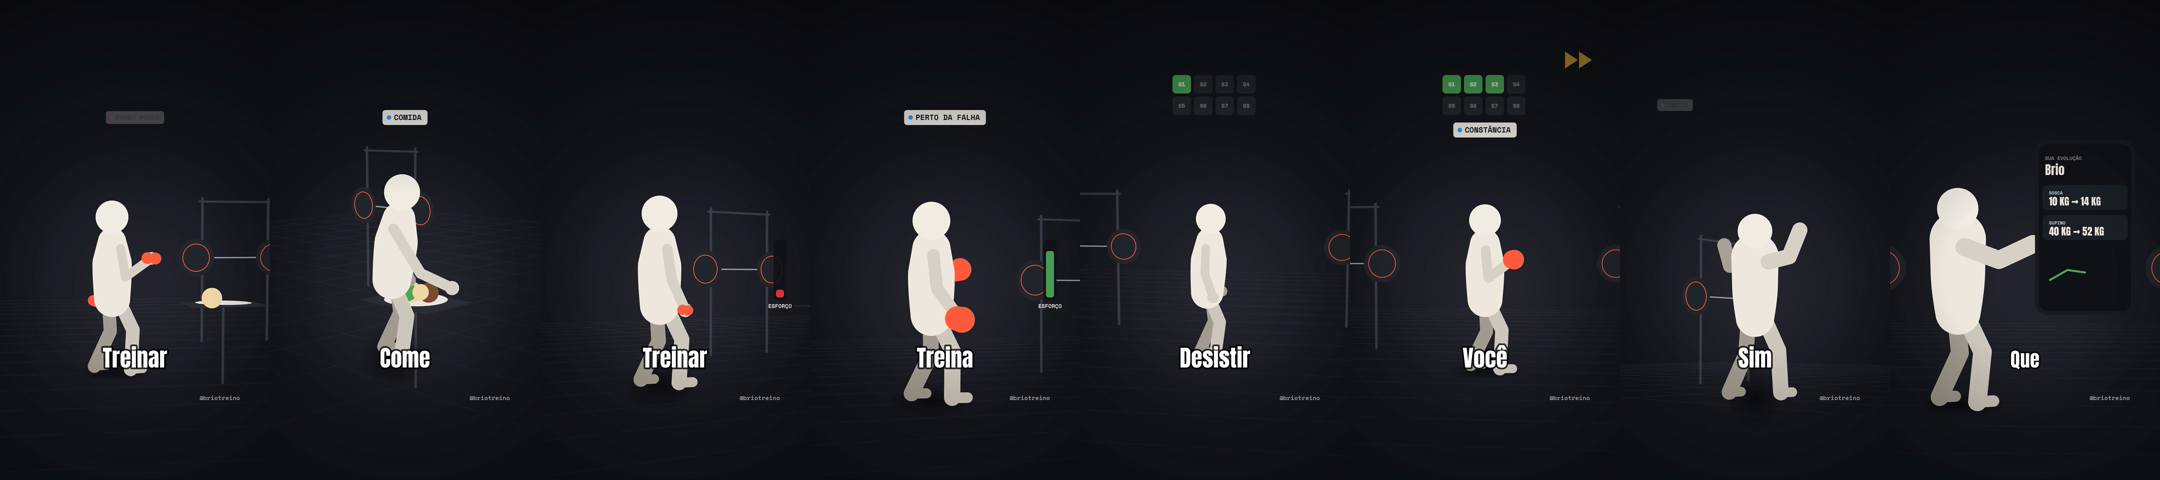 Treinar
@briotreino
COMIDA
Come
@briotreino
ESFORÇO
Treinar
@briotreino
PERTO DA FALHA
ESFORÇO
Treina
@briotreino
S1 S2 S3 S4
S5 S6 S7 S8
Desistir
@briotreino
S1 S2 S3 S4
S5 S6 S7 S8
CONSTÂNCIA
Você
@briotreino
Sim
@briotreino
SUA EVOLUÇÃO
Brio
ROSCA
10 KG → 14 KG
SUPINO
40 KG → 52 KG
Que
@briotreino